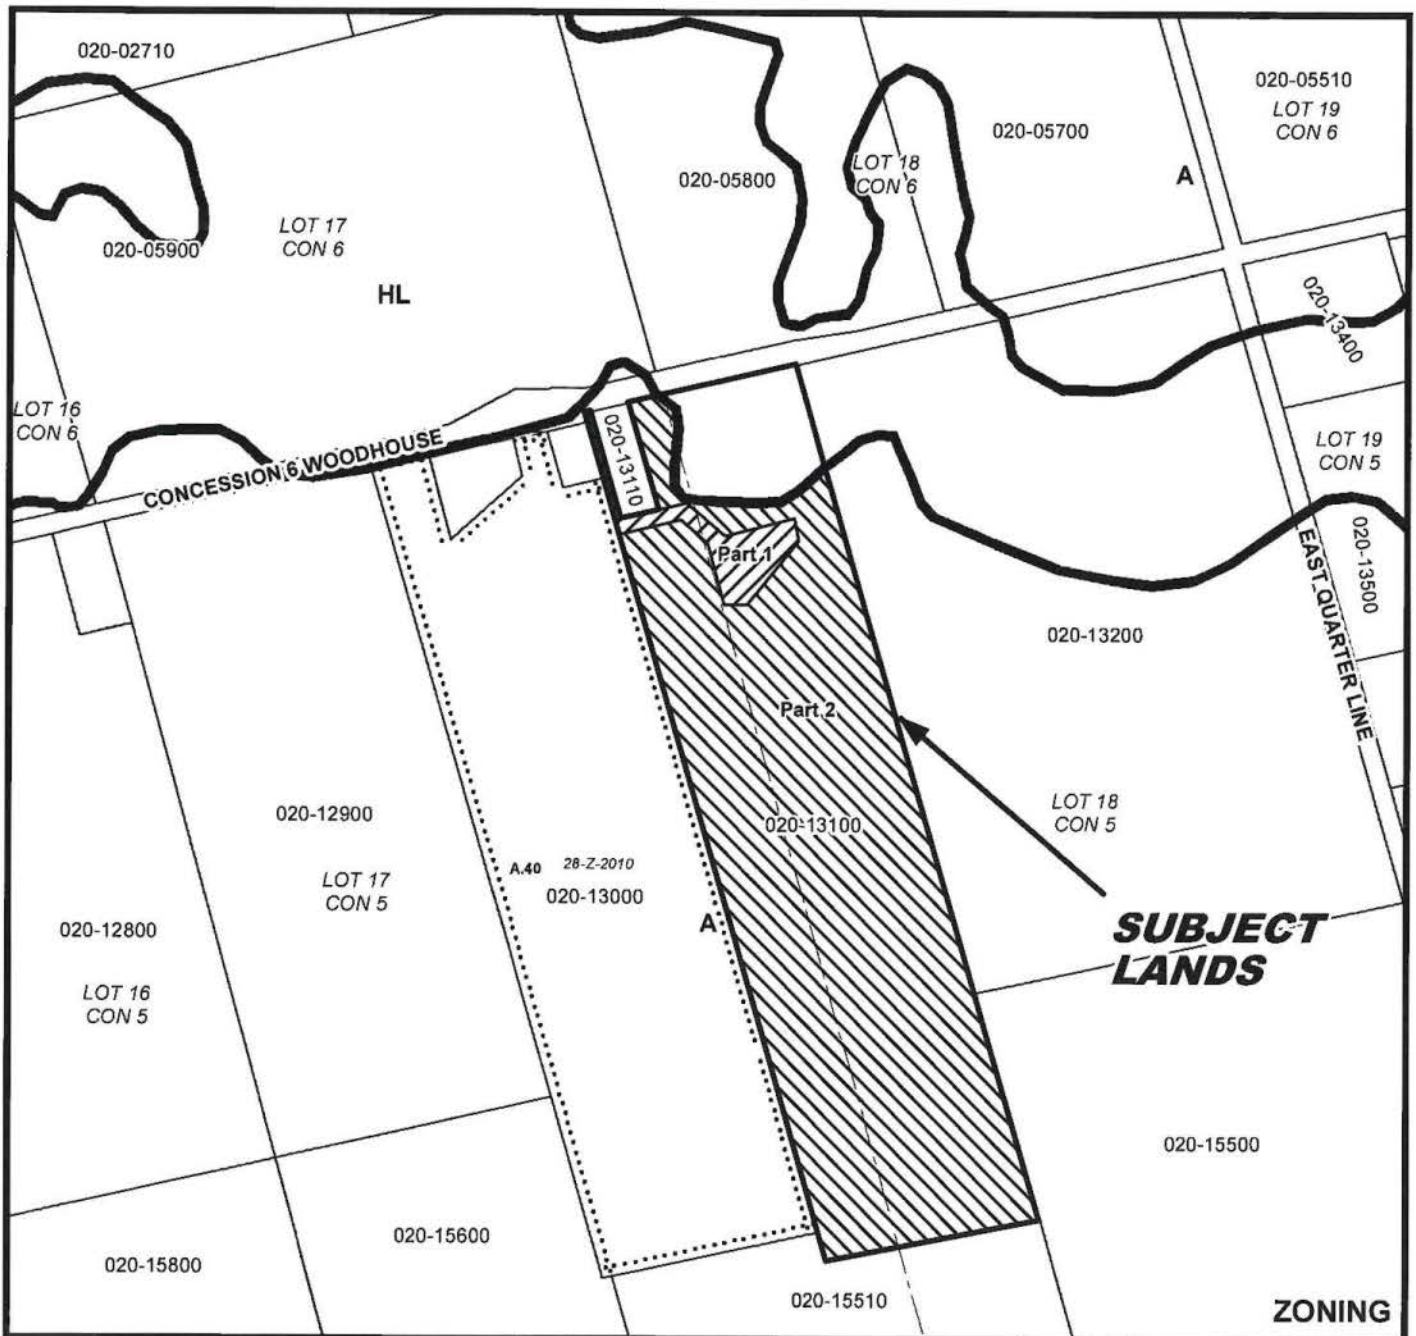 020-02710
020-05510
LOT 19
CON 6
020-05700
LOT 18
CON 6
A
020-05800
LOT 17
CON 6
020-05900
HL
020-13400
LOT 16
CON 6
CONCESSION 6 WOODHOUSE
020-13110
LOT 19
CON 5
020-13500
EAST QUARTER LINE
Part 1
020-13200
Part 2
020-12900
020-13100
LOT 18
CON 5
A.40
28-Z-2010
020-13000
LOT 17
CON 5
A
020-12800
SUBJECT
LANDS
LOT 16
CON 5
020-15500
020-15600
020-15800
020-15510
ZONING